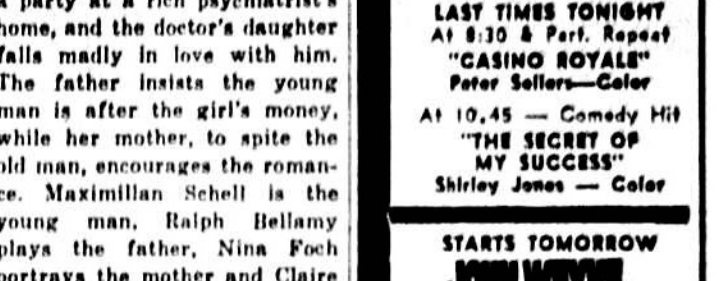 a party at a rich psychiatrist's
home, and the doctor's daughter
falls madly in love with him.
The father insists the young
man is after the girl's money,
while her mother, to spite the
old man, encourages the roman-
ce. Maximillan Schell is the
young man, Ralph Bellamy
plays the father, Nina Foch
portrays the mother and Claire
LAST TIMES TONIGHT
At 8:30 & Part. Repeat
"CASINO ROYALE"
Peter Sellers—Color
At 10.45 — Comedy Hit
"THE SECRET OF
MY SUCCESS"
Shirley Jones — Color
STARTS TOMORROW
JOHN WAYNE